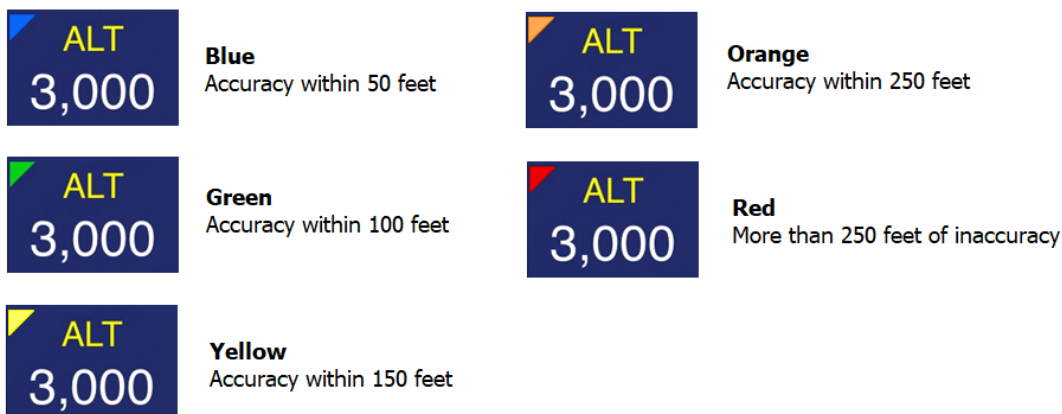 ALT
3,000
Blue
Accuracy within 50 feet
ALT
3,000
Green
Accuracy within 100 feet
ALT
3,000
Yellow
Accuracy within 150 feet
ALT
3,000
Orange
Accuracy within 250 feet
ALT
3,000
Red
More than 250 feet of inaccuracy